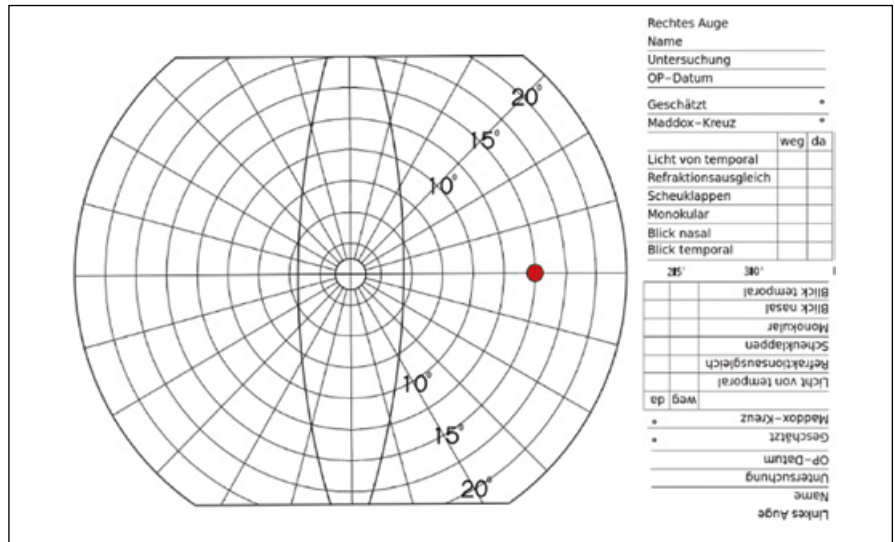 20°
15°
10°
10°
15°
20°
Rechtes Auge
Name
Untersuchung
OP-Datum
Geschätzt °
Maddox-Kreuz °
weg da
Licht von temporal
Refraktionsausgleich
Scheuklappen
Monokular
Blick nasal
Blick temporal
Linkes Auge
Name
Untersuchung
OP-Datum
Geschätzt °
Maddox-Kreuz °
weg da
Licht von temporal
Refraktionsausgleich
Scheuklappen
Monokular
Blick nasal
Blick temporal